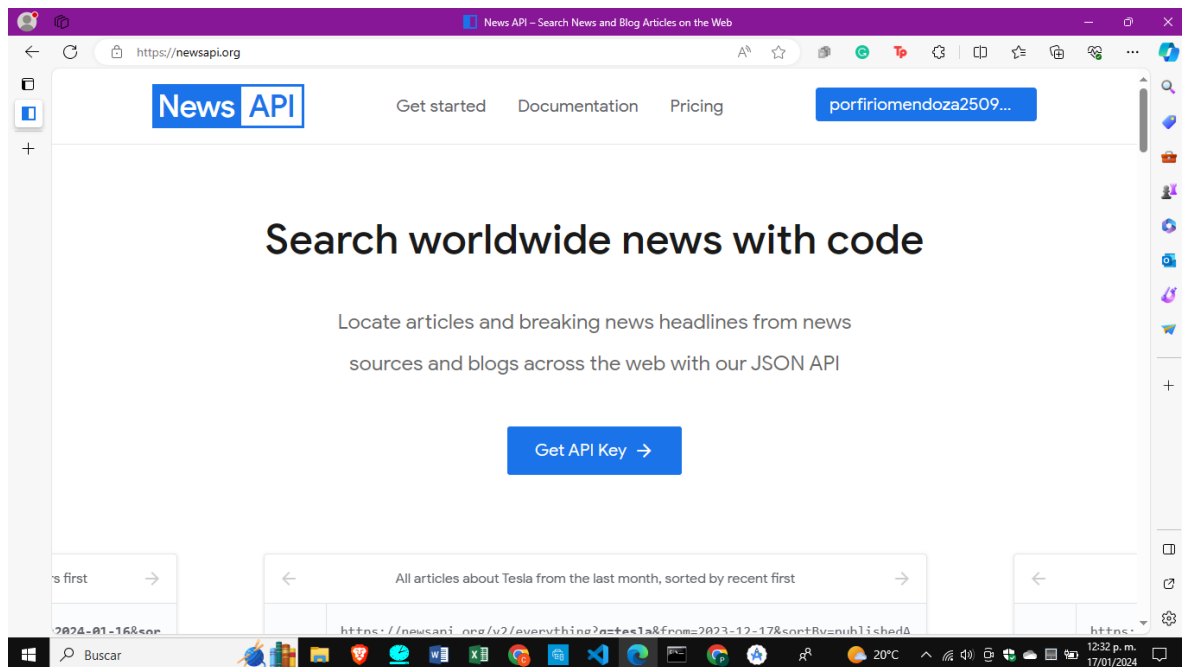 News API – Search News and Blog Articles on the Web
https://newsapi.org
News API
Get started Documentation Pricing
porfiriomendoza2509...
Search worldwide news with code
Locate articles and breaking news headlines from news
sources and blogs across the web with our JSON API
Get API Key →
s first →
← All articles about Tesla from the last month, sorted by recent first →
←
2024-01-16&sor
https://newsapi.org/v2/everything?q=tesla&from=2023-12-17&sortBy=publishedA
https:
Buscar
20°C
12:32 p. m.
17/01/2024